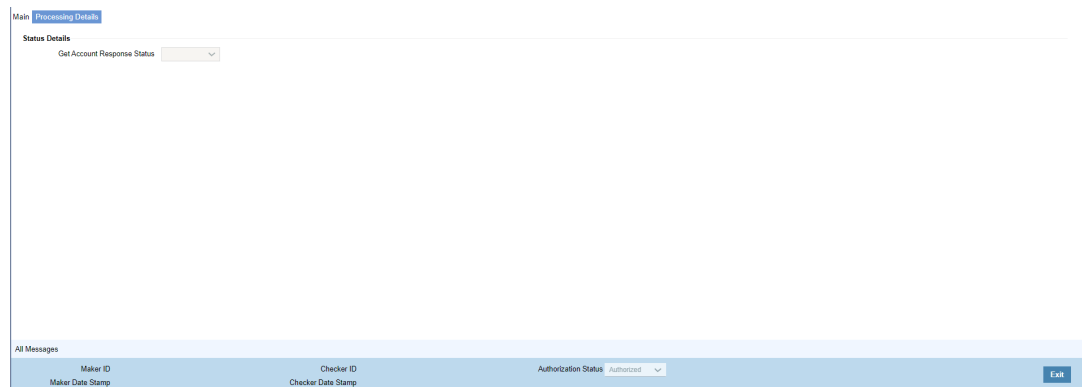 Main Processing Details
Status Details
Get Account Response Status
All Messages
Maker ID Checker ID Authorization Status Authorized
Maker Date Stamp Checker Date Stamp
Exit